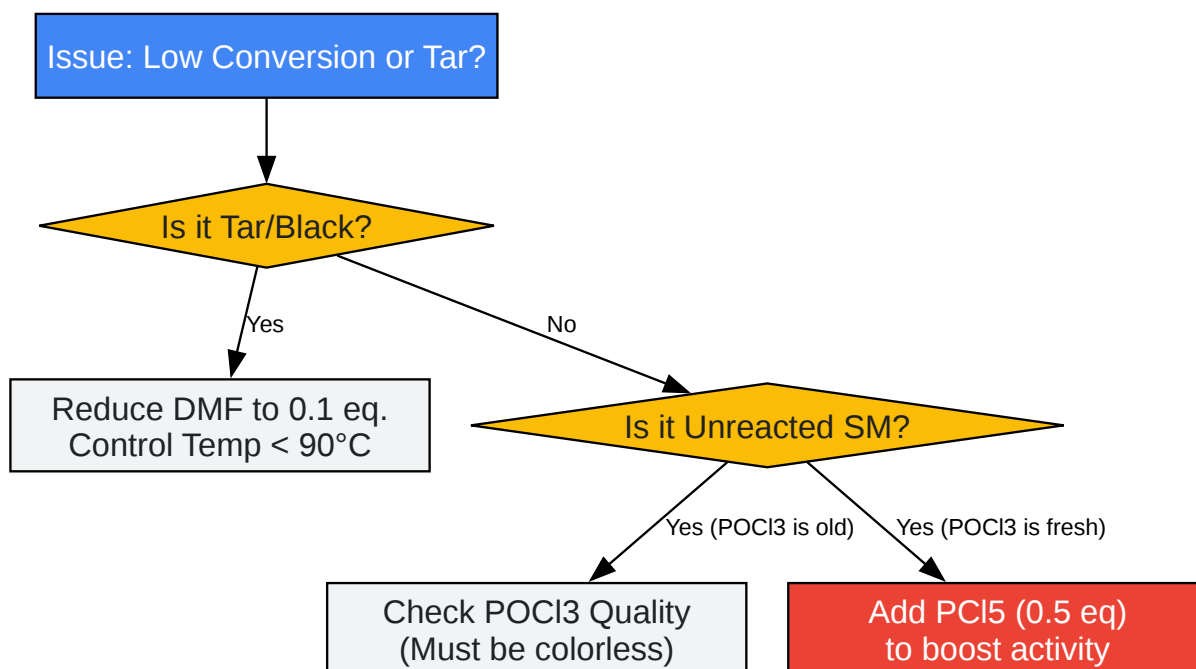 Issue: Low Conversion or Tar?
Is it Tar/Black?
Yes
No
Reduce DMF to 0.1 eq.
Control Temp < 90°C
Is it Unreacted SM?
Yes (POCl3 is old)
Yes (POCl3 is fresh)
Check POCl3 Quality
(Must be colorless)
Add PCl5 (0.5 eq)
to boost activity